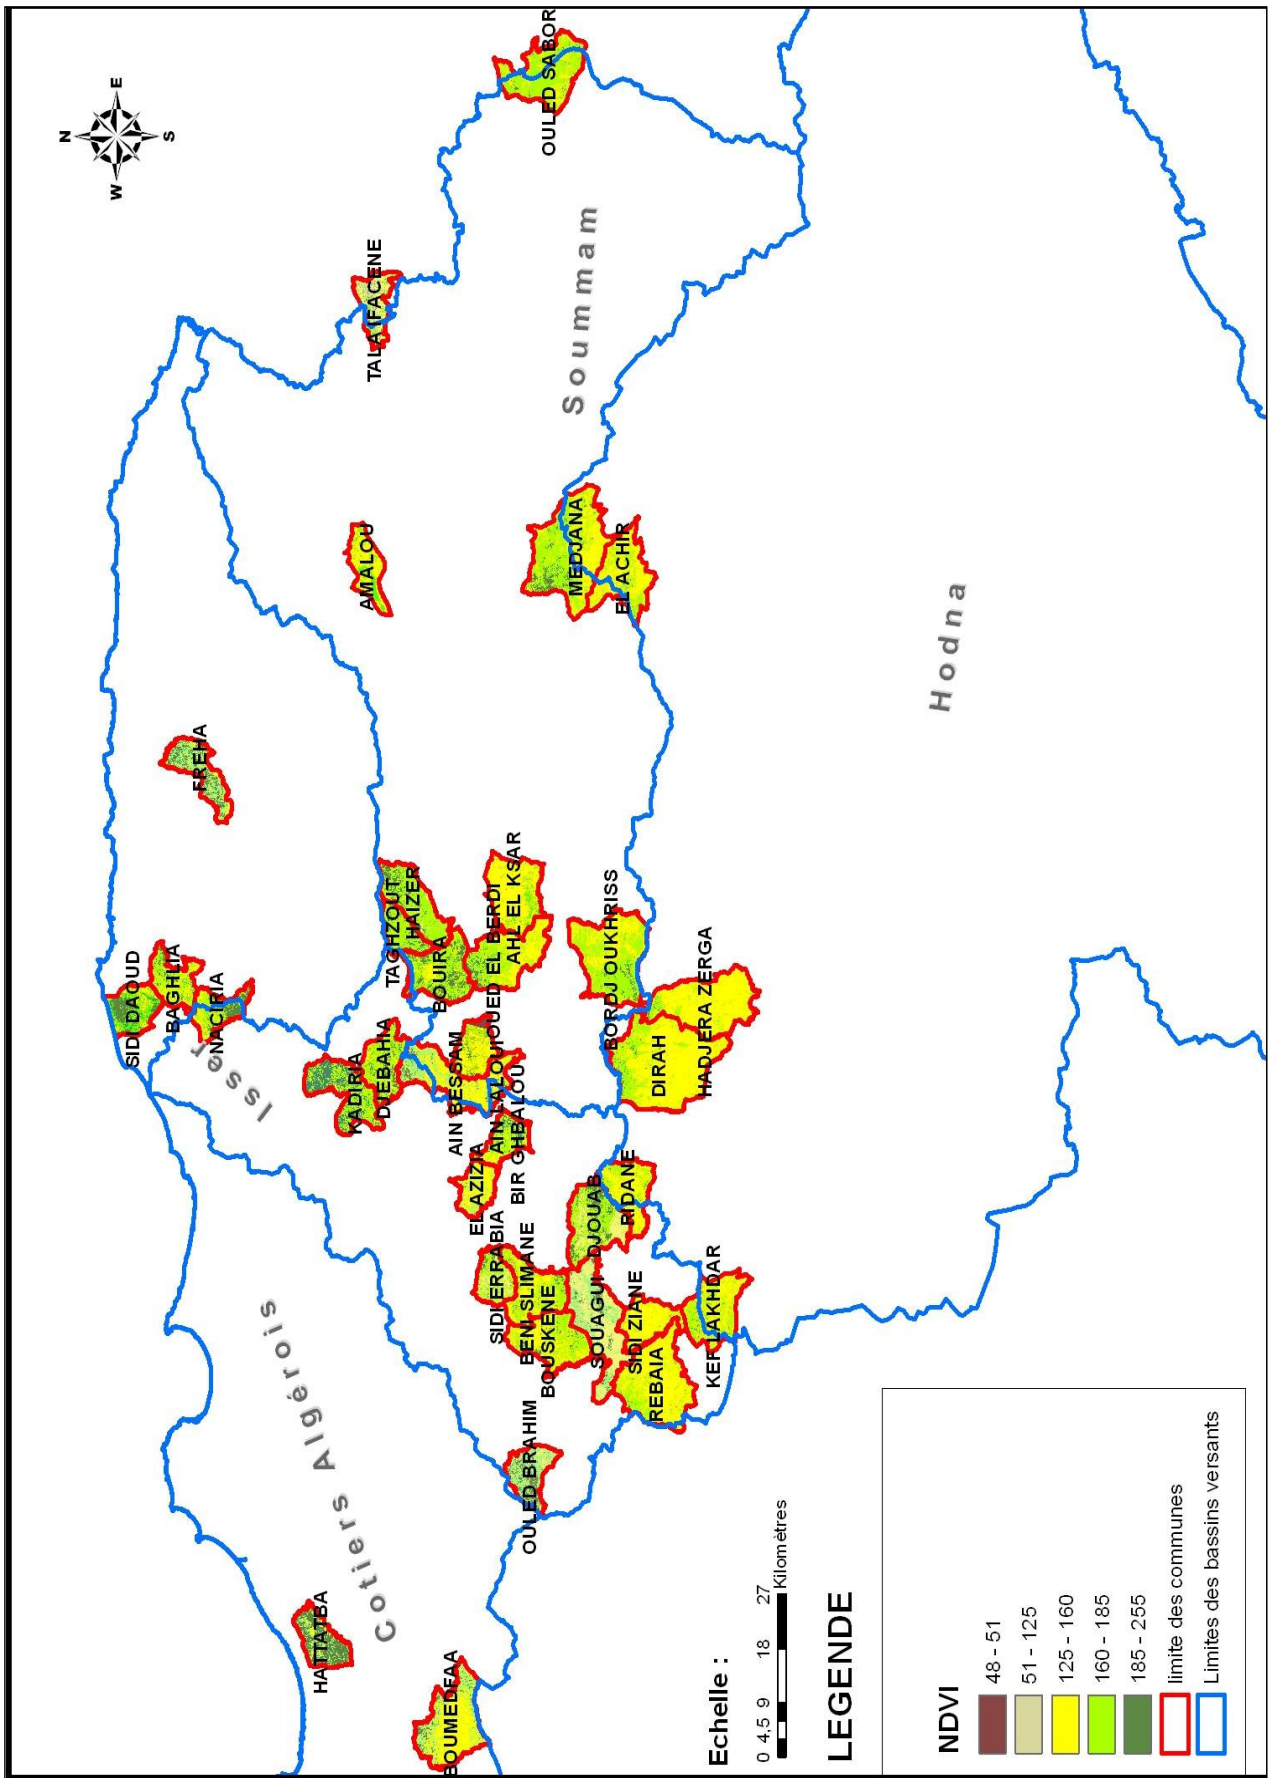 N
W
E
S
OULED SABOR
TALA IFACENE
Soummam
AMALOU
MEDJANA
EL ACHIR
Hodna
FREHA
TAGHZOUT
HAIZER
BOUIRA
OUED EL BERDI
AHL EL KSAR
BORDJ OUKHRISS
HADJERA ZERGA
DIRAH
SIDI DAOUD
BAGHLIA
NACIRIA
Isser
KADIRIA
DJEBAHIA
AIN BESSAM
AIN LALOUI
BIR GHBALOU
EL AZIZIA
RIDANE
DJOUAB
SIDI ERRABIA
BENI SLIMANE
BOUSKENE
SOUAGUI
SIDI ZIANE
REBAIA
KEF LAKHDAR
OULED BRAHIM
Cotiers Algérois
HATTATBA
BOUMEDFAA
Echelle :
0 4,5 9 18 27
Kilomètres
LEGENDE
NDVI
48 - 51
51 - 125
125 - 160
160 - 185
185 - 255
limite des communes
Limites des bassins versants